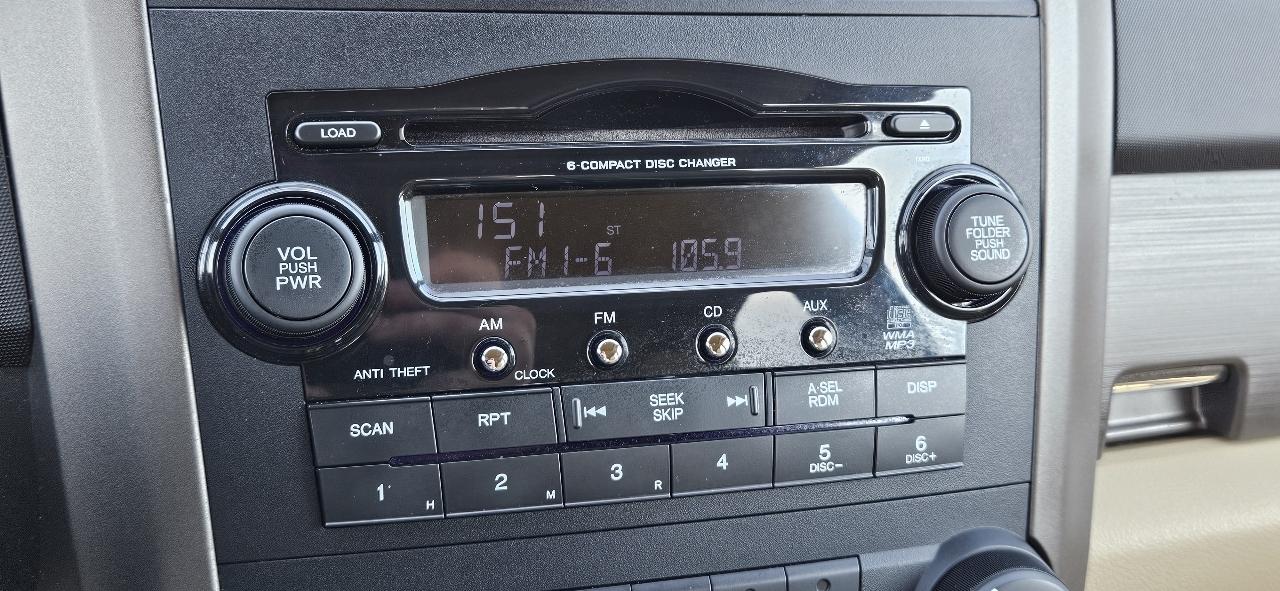 LOAD
6-COMPACT DISC CHANGER
151
ST
FM1-6 105.9
VOL
PUSH
PWR
TUNE
FOLDER
PUSH
SOUND
AM
FM
CD
AUX
WMA
MP3
ANTI THEFT
CLOCK
SCAN
RPT
SEEK
SKIP
A·SEL
RDM
DISP
1 H
2 M
3 R
4
5
DISC−
6
DISC+